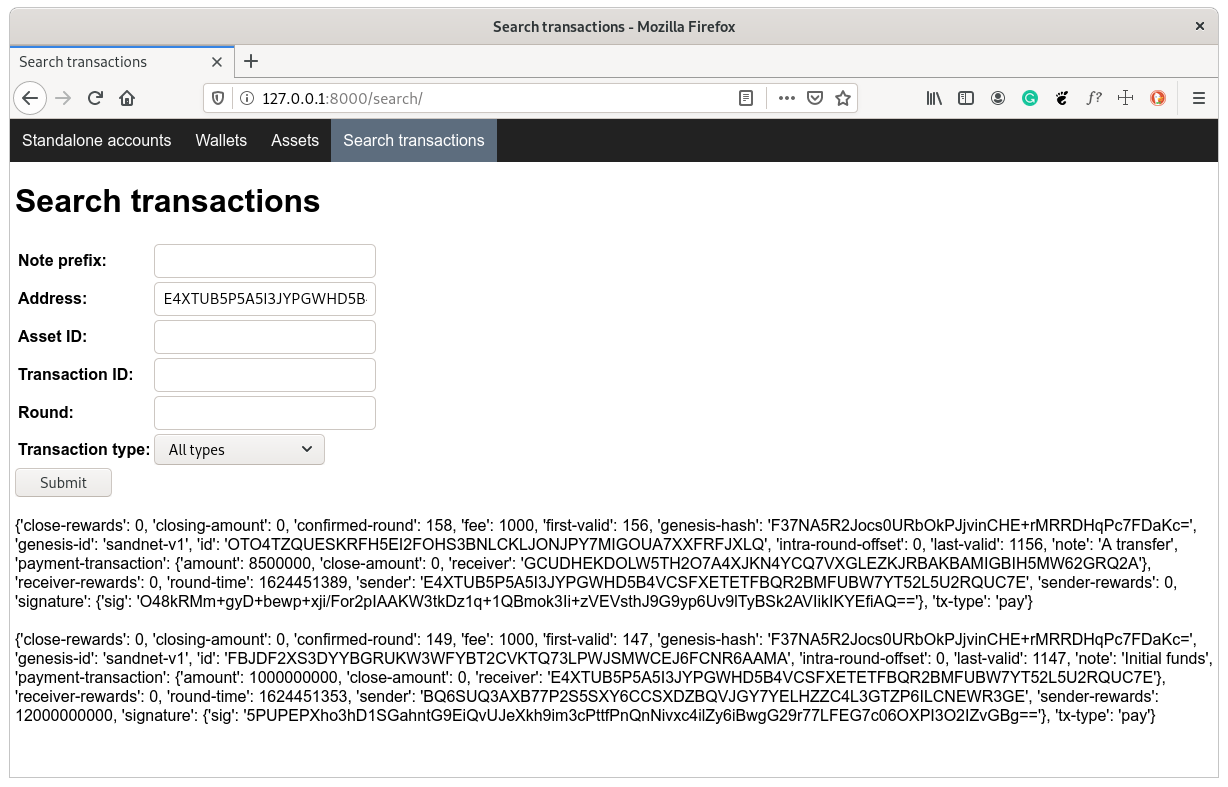 Search transactions - Mozilla Firefox
Search transactions
127.0.0.1:8000/search/
f?
Standalone accounts Wallets Assets Search transactions
Search transactions
Note prefix:
Address: E4XTUB5P5A5I3JYPGWHD5B
Asset ID:
Transaction ID:
Round:
Transaction type: All types
Submit
{'close-rewards': 0, 'closing-amount': 0, 'confirmed-round': 158, 'fee': 1000, 'first-valid': 156, 'genesis-hash': 'F37NA5R2Jocs0URbOkPJjvinCHE+rMRRDHqPc7FDaKc=',
'genesis-id': 'sandnet-v1', 'id': 'OTO4TZQUESKRFH5EI2FOHS3BNLCKLJONJPY7MIGOUA7XXFRFJXLQ', 'intra-round-offset': 0, 'last-valid': 1156, 'note': 'A transfer',
'payment-transaction': {'amount': 8500000, 'close-amount': 0, 'receiver': 'GCUDHEKDOLW5TH2O7A4XJKN4YCQ7VXGLEZKJRBAKBAMIGBIH5MW62GRQ2A'},
'receiver-rewards': 0, 'round-time': 1624451389, 'sender': 'E4XTUB5P5A5I3JYPGWHD5B4VCSFXETETFBQR2BMFUBW7YT52L5U2RQUC7E', 'sender-rewards': 0,
'signature': {'sig': 'O48kRMm+gyD+bewp+xji/For2pIAAKW3tkDz1q+1QBmok3Ii+zVEVsthJ9G9yp6Uv9lTyBSk2AVIikIKYEfiAQ=='}, 'tx-type': 'pay'}
{'close-rewards': 0, 'closing-amount': 0, 'confirmed-round': 149, 'fee': 1000, 'first-valid': 147, 'genesis-hash': 'F37NA5R2Jocs0URbOkPJjvinCHE+rMRRDHqPc7FDaKc=',
'genesis-id': 'sandnet-v1', 'id': 'FBJDF2XS3DYYBGRUKW3WFYBT2CVKTQ73LPWJSMWCEJ6FCNR6AAMA', 'intra-round-offset': 0, 'last-valid': 1147, 'note': 'Initial funds',
'payment-transaction': {'amount': 1000000000, 'close-amount': 0, 'receiver': 'E4XTUB5P5A5I3JYPGWHD5B4VCSFXETETFBQR2BMFUBW7YT52L5U2RQUC7E'},
'receiver-rewards': 0, 'round-time': 1624451353, 'sender': 'BQ6SUQ3AXB77P2S5SXY6CCSXDZBQVJGY7YELHZZC4L3GTZP6ILCNEWR3GE', 'sender-rewards':
12000000000, 'signature': {'sig': '5PUPEPXho3hD1SGahntG9EiQvUJeXkh9im3cPttfPnQnNivxc4ilZy6iBwgG29r77LFEG7c06OXPI3O2IZvGBg=='}, 'tx-type': 'pay'}